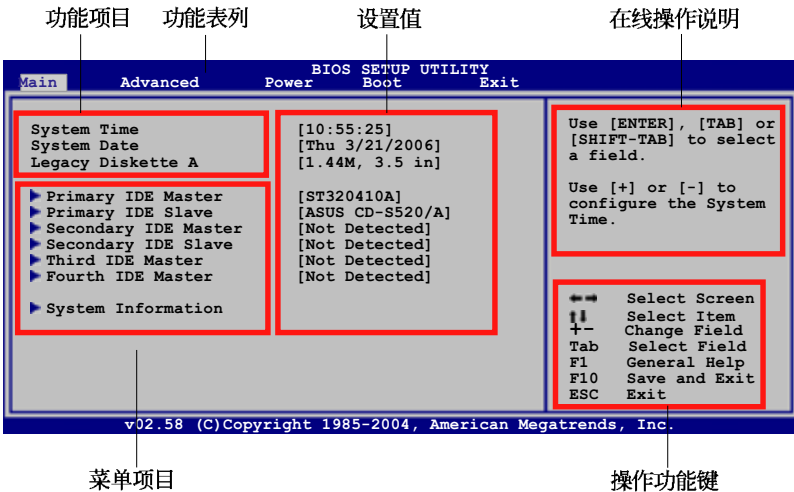 功能项目 功能表列 设置值 在线操作说明
BIOS SETUP UTILITY
Main Advanced Power Boot Exit
System Time [10:55:25]
System Date [Thu 3/21/2006]
Legacy Diskette A [1.44M, 3.5 in]
Primary IDE Master [ST320410A]
Primary IDE Slave [ASUS CD-S520/A]
Secondary IDE Master [Not Detected]
Secondary IDE Slave [Not Detected]
Third IDE Master [Not Detected]
Fourth IDE Master [Not Detected]
System Information
Use [ENTER], [TAB] or
[SHIFT-TAB] to select
a field.
Use [+] or [-] to
configure the System
Time.
←→ Select Screen
↑↓ Select Item
+- Change Field
Tab Select Field
F1 General Help
F10 Save and Exit
ESC Exit
v02.58 (C)Copyright 1985-2004, American Megatrends, Inc.
菜单项目 操作功能键